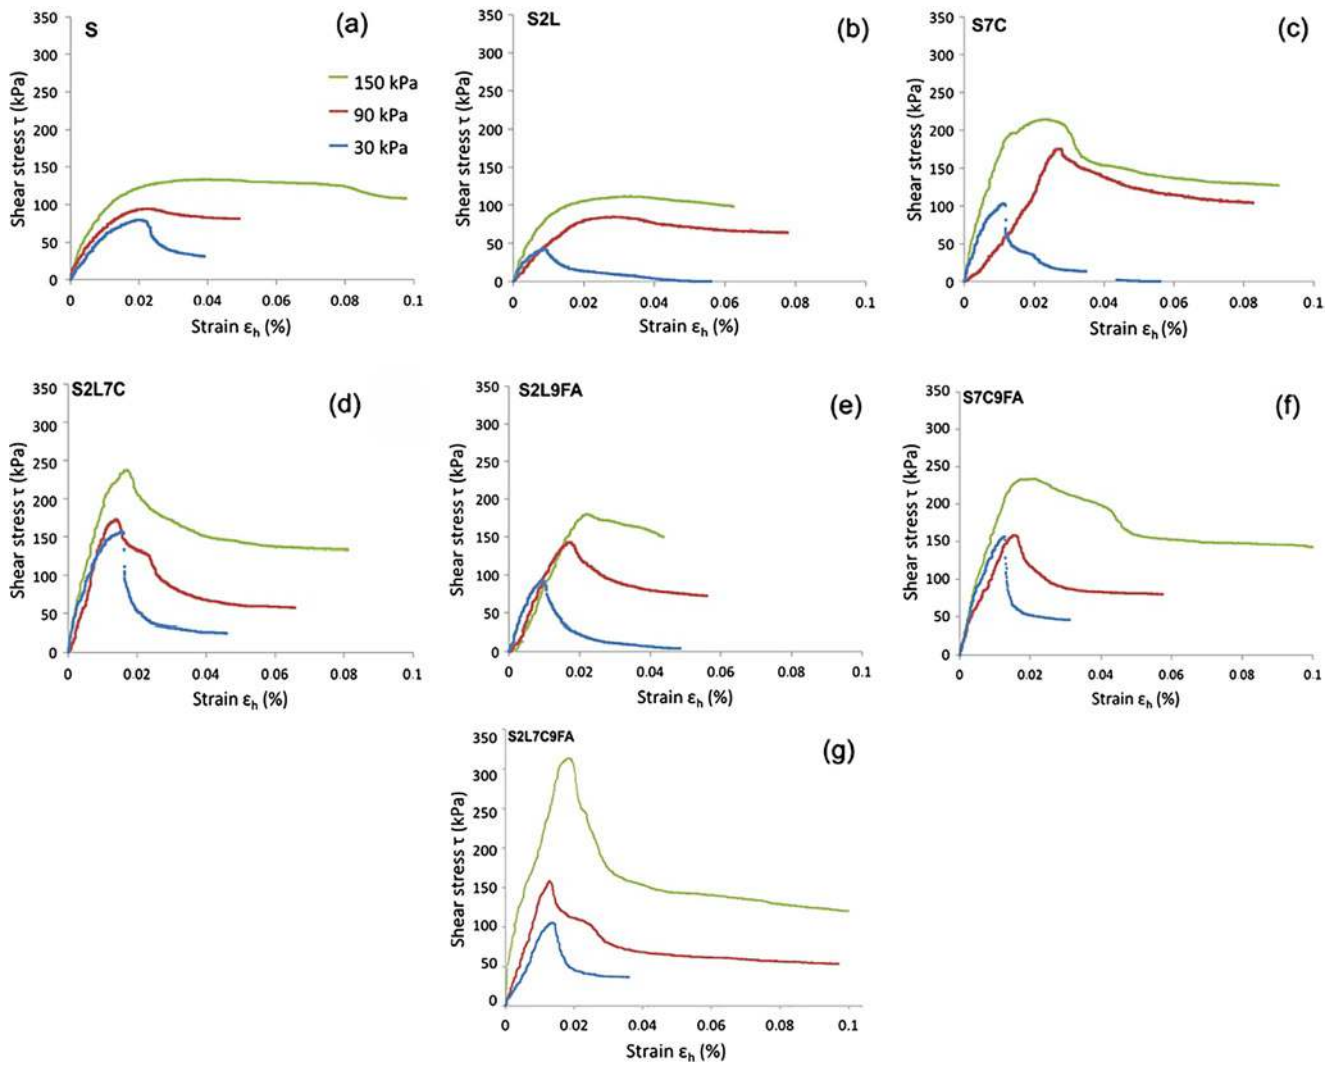 S
(a)
350
300
250
200
150
100
50
0
Shear stress τ (kPa)
150 kPa
90 kPa
30 kPa
0 0.02 0.04 0.06 0.08 0.1
Strain εh (%)
S2L
(b)
350
300
250
200
150
100
50
0
Shear stress τ (kPa)
0 0.02 0.04 0.06 0.08 0.1
Strain εh (%)
S7C
(c)
350
300
250
200
150
100
50
0
Shear stress (kPa)
0 0.02 0.04 0.06 0.08 0.1
Strain εh (%)
S2L7C
(d)
350
300
250
200
150
100
50
0
Shear stress τ (kPa)
0 0.02 0.04 0.06 0.08 0.1
Strain εh (%)
S2L9FA
(e)
350
300
250
200
150
100
50
0
Shear stress τ (kPa)
0 0.02 0.04 0.06 0.08 0.1
Strain εh (%)
S7C9FA
(f)
350
300
250
200
150
100
50
0
Shear stress τ (kPa)
0 0.02 0.04 0.06 0.08 0.1
Strain εh (%)
S2L7C9FA
(g)
350
300
250
200
150
100
50
0
Shear stress τ (kPa)
0 0.02 0.04 0.06 0.08 0.1
Strain εh (%)